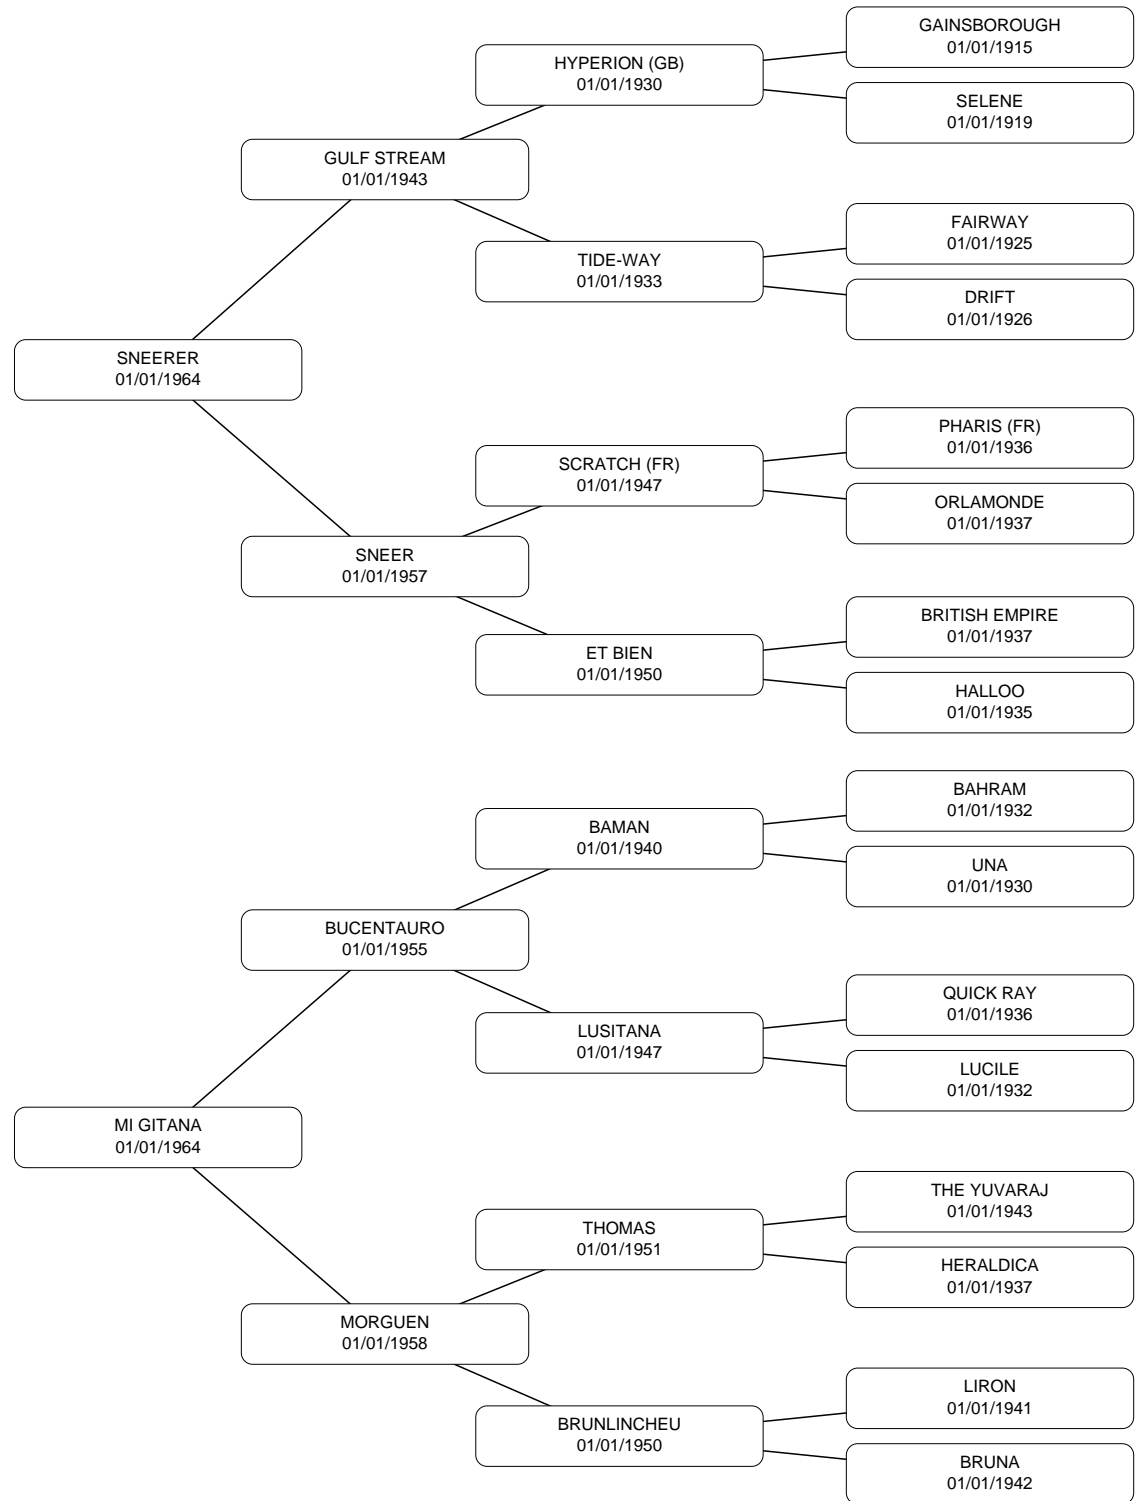 GAINSBOROUGH
01/01/1915
HYPERION (GB)
01/01/1930
SELENE
01/01/1919
GULF STREAM
01/01/1943
FAIRWAY
01/01/1925
TIDE-WAY
01/01/1933
DRIFT
01/01/1926
SNEERER
01/01/1964
PHARIS (FR)
01/01/1936
SCRATCH (FR)
01/01/1947
ORLAMONDE
01/01/1937
SNEER
01/01/1957
BRITISH EMPIRE
01/01/1937
ET BIEN
01/01/1950
HALLOO
01/01/1935
BAHRAM
01/01/1932
BAMAN
01/01/1940
UNA
01/01/1930
BUCENTAURO
01/01/1955
QUICK RAY
01/01/1936
LUSITANA
01/01/1947
LUCILE
01/01/1932
MI GITANA
01/01/1964
THE YUVARAJ
01/01/1943
THOMAS
01/01/1951
HERALDICA
01/01/1937
MORGUEN
01/01/1958
LIRON
01/01/1941
BRUNLINCHEU
01/01/1950
BRUNA
01/01/1942